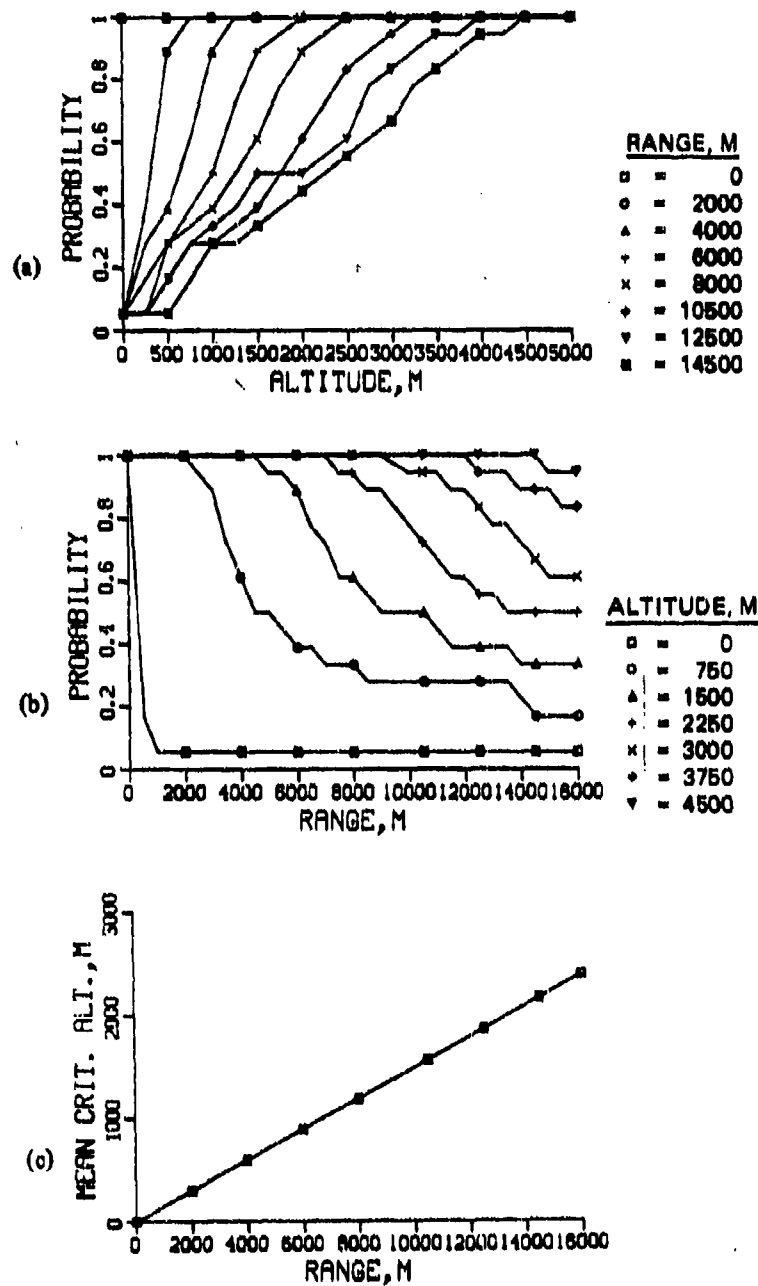 (a)
PROBABILITY
0 0.2 0.4 0.6 0.8 1
0 500 1000 1500 2000 2500 3000 3500 4000 4500 5000
ALTITUDE, M
RANGE, M
= 0
= 2000
= 4000
= 6000
= 8000
= 10500
= 12500
= 14500
(b)
PROBABILITY
0 0.2 0.4 0.6 0.8 1
0 2000 4000 6000 8000 10000 12000 14000 16000
RANGE, M
ALTITUDE, M
= 0
= 750
= 1500
= 2250
= 3000
= 3750
= 4500
(c)
MEAN CRIT. ALT., M
0 1000 2000 3000
0 2000 4000 6000 8000 10000 12000 14000 16000
RANGE, M